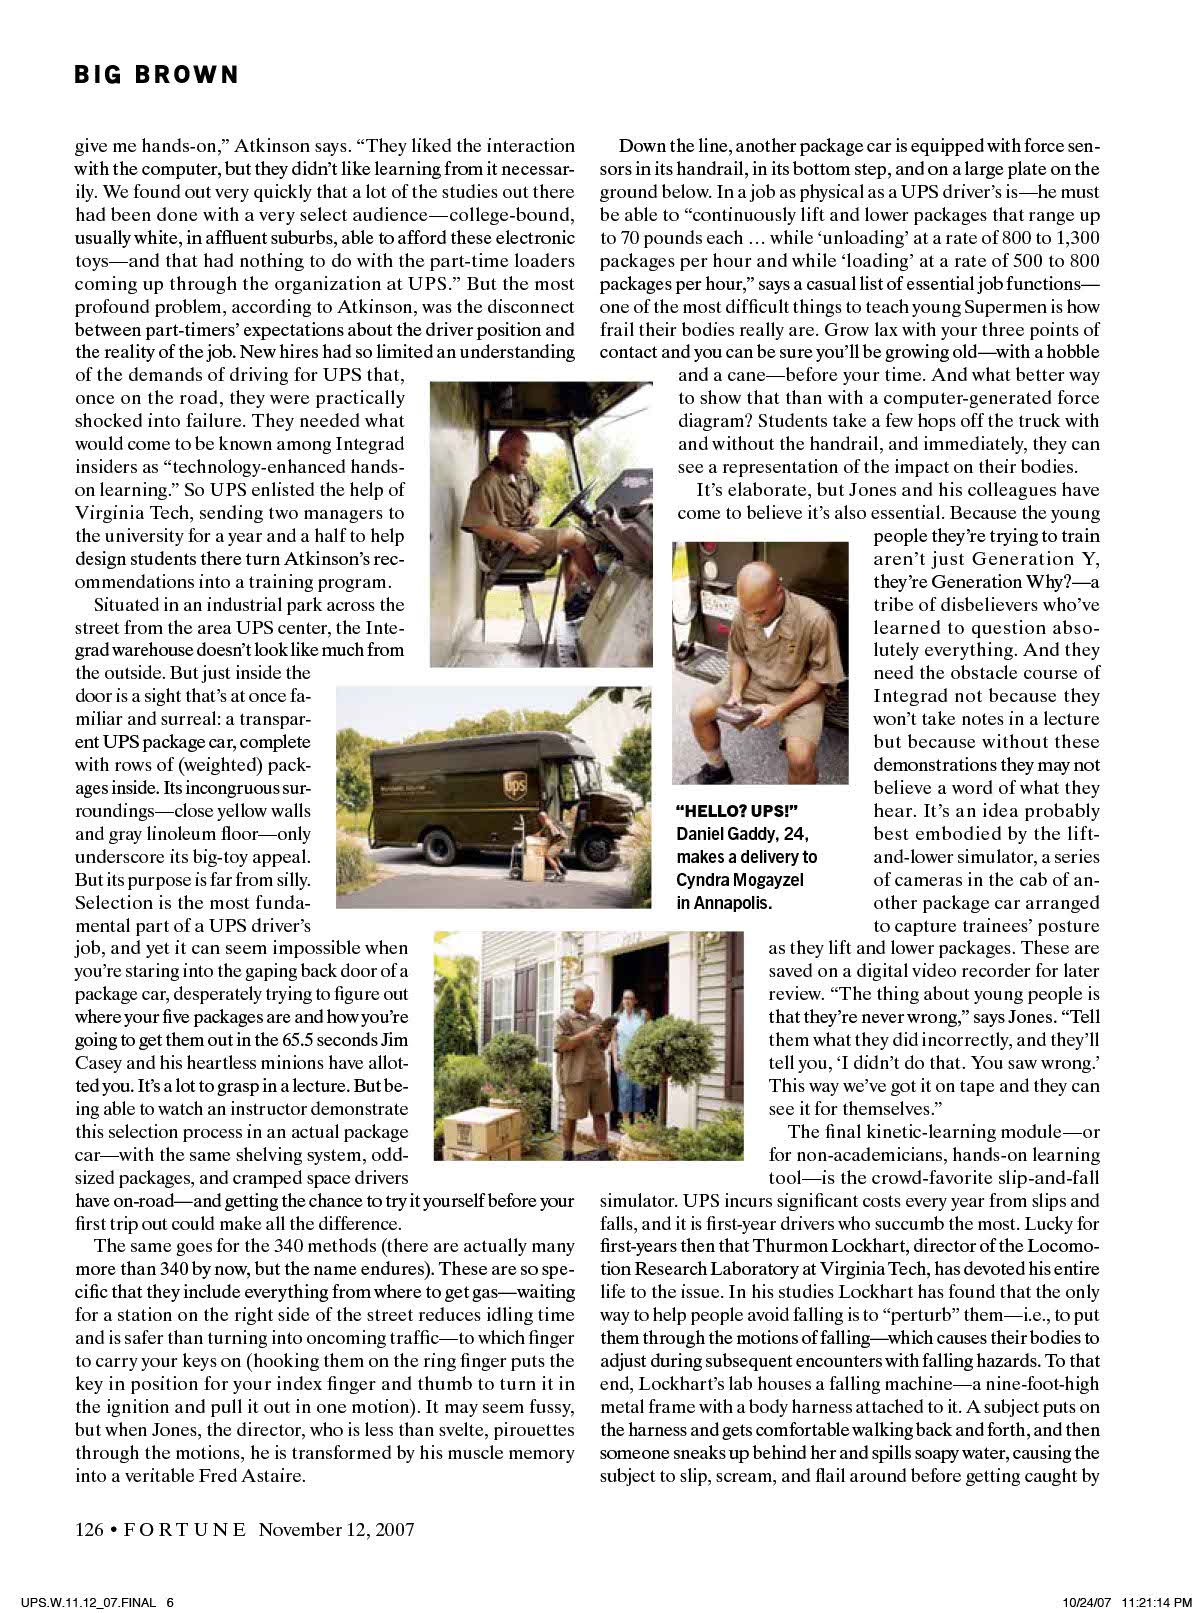 BIG BROWN
give me hands-on,” Atkinson says. “They liked the interaction
with the computer, but they didn’t like learning from it necessar-
ily. We found out very quickly that a lot of the studies out there
had been done with a very select audience—college-bound,
usually white, in affluent suburbs, able to afford these electronic
toys—and that had nothing to do with the part-time loaders
coming up through the organization at UPS.” But the most
profound problem, according to Atkinson, was the disconnect
between part-timers’ expectations about the driver position and
the reality of the job. New hires had so limited an understanding
of the demands of driving for UPS that,
once on the road, they were practically
shocked into failure. They needed what
would come to be known among Integrad
insiders as “technology-enhanced hands-
on learning.” So UPS enlisted the help of
Virginia Tech, sending two managers to
the university for a year and a half to help
design students there turn Atkinson’s rec-
ommendations into a training program.
Situated in an industrial park across the
street from the area UPS center, the Inte-
grad warehouse doesn’t look like much from
the outside. But just inside the
door is a sight that’s at once fa-
miliar and surreal: a transpar-
ent UPS package car, complete
with rows of (weighted) pack-
ages inside. Its incongruous sur-
roundings—close yellow walls
and gray linoleum floor—only
underscore its big-toy appeal.
But its purpose is far from silly.
Selection is the most funda-
mental part of a UPS driver’s
job, and yet it can seem impossible when
you’re staring into the gaping back door of a
package car, desperately trying to figure out
where your five packages are and how you’re
going to get them out in the 65.5 seconds Jim
Casey and his heartless minions have allot-
ted you. It’s a lot to grasp in a lecture. But be-
ing able to watch an instructor demonstrate
this selection process in an actual package
car—with the same shelving system, odd-
sized packages, and cramped space drivers
have on-road—and getting the chance to try it yourself before your
first trip out could make all the difference.
The same goes for the 340 methods (there are actually many
more than 340 by now, but the name endures). These are so spe-
cific that they include everything from where to get gas—waiting
for a station on the right side of the street reduces idling time
and is safer than turning into oncoming traffic—to which finger
to carry your keys on (hooking them on the ring finger puts the
key in position for your index finger and thumb to turn it in
the ignition and pull it out in one motion). It may seem fussy,
but when Jones, the director, who is less than svelte, pirouettes
through the motions, he is transformed by his muscle memory
into a veritable Fred Astaire.
Down the line, another package car is equipped with force sen-
sors in its handrail, in its bottom step, and on a large plate on the
ground below. In a job as physical as a UPS driver’s is—he must
be able to “continuously lift and lower packages that range up
to 70 pounds each … while ‘unloading’ at a rate of 800 to 1,300
packages per hour and while ‘loading’ at a rate of 500 to 800
packages per hour,” says a casual list of essential job functions—
one of the most difficult things to teach young Supermen is how
frail their bodies really are. Grow lax with your three points of
contact and you can be sure you’ll be growing old—with a hobble
and a cane—before your time. And what better way
to show that than with a computer-generated force
diagram? Students take a few hops off the truck with
and without the handrail, and immediately, they can
see a representation of the impact on their bodies.
It’s elaborate, but Jones and his colleagues have
come to believe it’s also essential. Because the young
people they’re trying to train
aren’t just Generation Y,
they’re Generation Why?—a
tribe of disbelievers who’ve
learned to question abso-
lutely everything. And they
need the obstacle course of
Integrad not because they
won’t take notes in a lecture
but because without these
demonstrations they may not
believe a word of what they
hear. It’s an idea probably
best embodied by the lift-
and-lower simulator, a series
of cameras in the cab of an-
other package car arranged
to capture trainees’ posture
as they lift and lower packages. These are
saved on a digital video recorder for later
review. “The thing about young people is
that they’re never wrong,” says Jones. “Tell
them what they did incorrectly, and they’ll
tell you, ‘I didn’t do that. You saw wrong.’
This way we’ve got it on tape and they can
see it for themselves.”
The final kinetic-learning module—or
for non-academicians, hands-on learning
tool—is the crowd-favorite slip-and-fall
simulator. UPS incurs significant costs every year from slips and
falls, and it is first-year drivers who succumb the most. Lucky for
first-years then that Thurmon Lockhart, director of the Locomo-
tion Research Laboratory at Virginia Tech, has devoted his entire
life to the issue. In his studies Lockhart has found that the only
way to help people avoid falling is to “perturb” them—i.e., to put
them through the motions of falling—which causes their bodies to
adjust during subsequent encounters with falling hazards. To that
end, Lockhart’s lab houses a falling machine—a nine-foot-high
metal frame with a body harness attached to it. A subject puts on
the harness and gets comfortable walking back and forth, and then
someone sneaks up behind her and spills soapy water, causing the
subject to slip, scream, and flail around before getting caught by
ups
“HELLO? UPS!”
Daniel Gaddy, 24,
makes a delivery to
Cyndra Mogayzel
in Annapolis.
126 • FORTUNE November 12, 2007
UPS.W.11.12_07.FINAL 6
10/24/07 11:21:14 PM